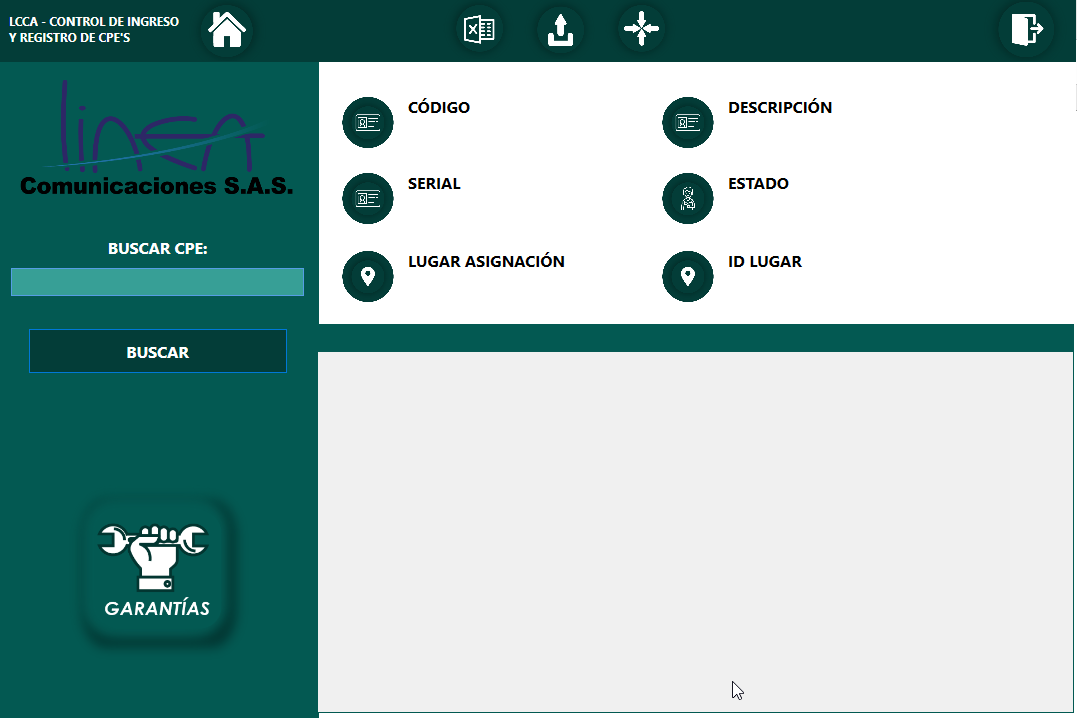 LCCA - CONTROL DE INGRESO
Y REGISTRO DE CPE'S
linea
Comunicaciones S.A.S.
BUSCAR CPE:
BUSCAR
GARANTÍAS
CÓDIGO
DESCRIPCIÓN
SERIAL
ESTADO
LUGAR ASIGNACIÓN
ID LUGAR